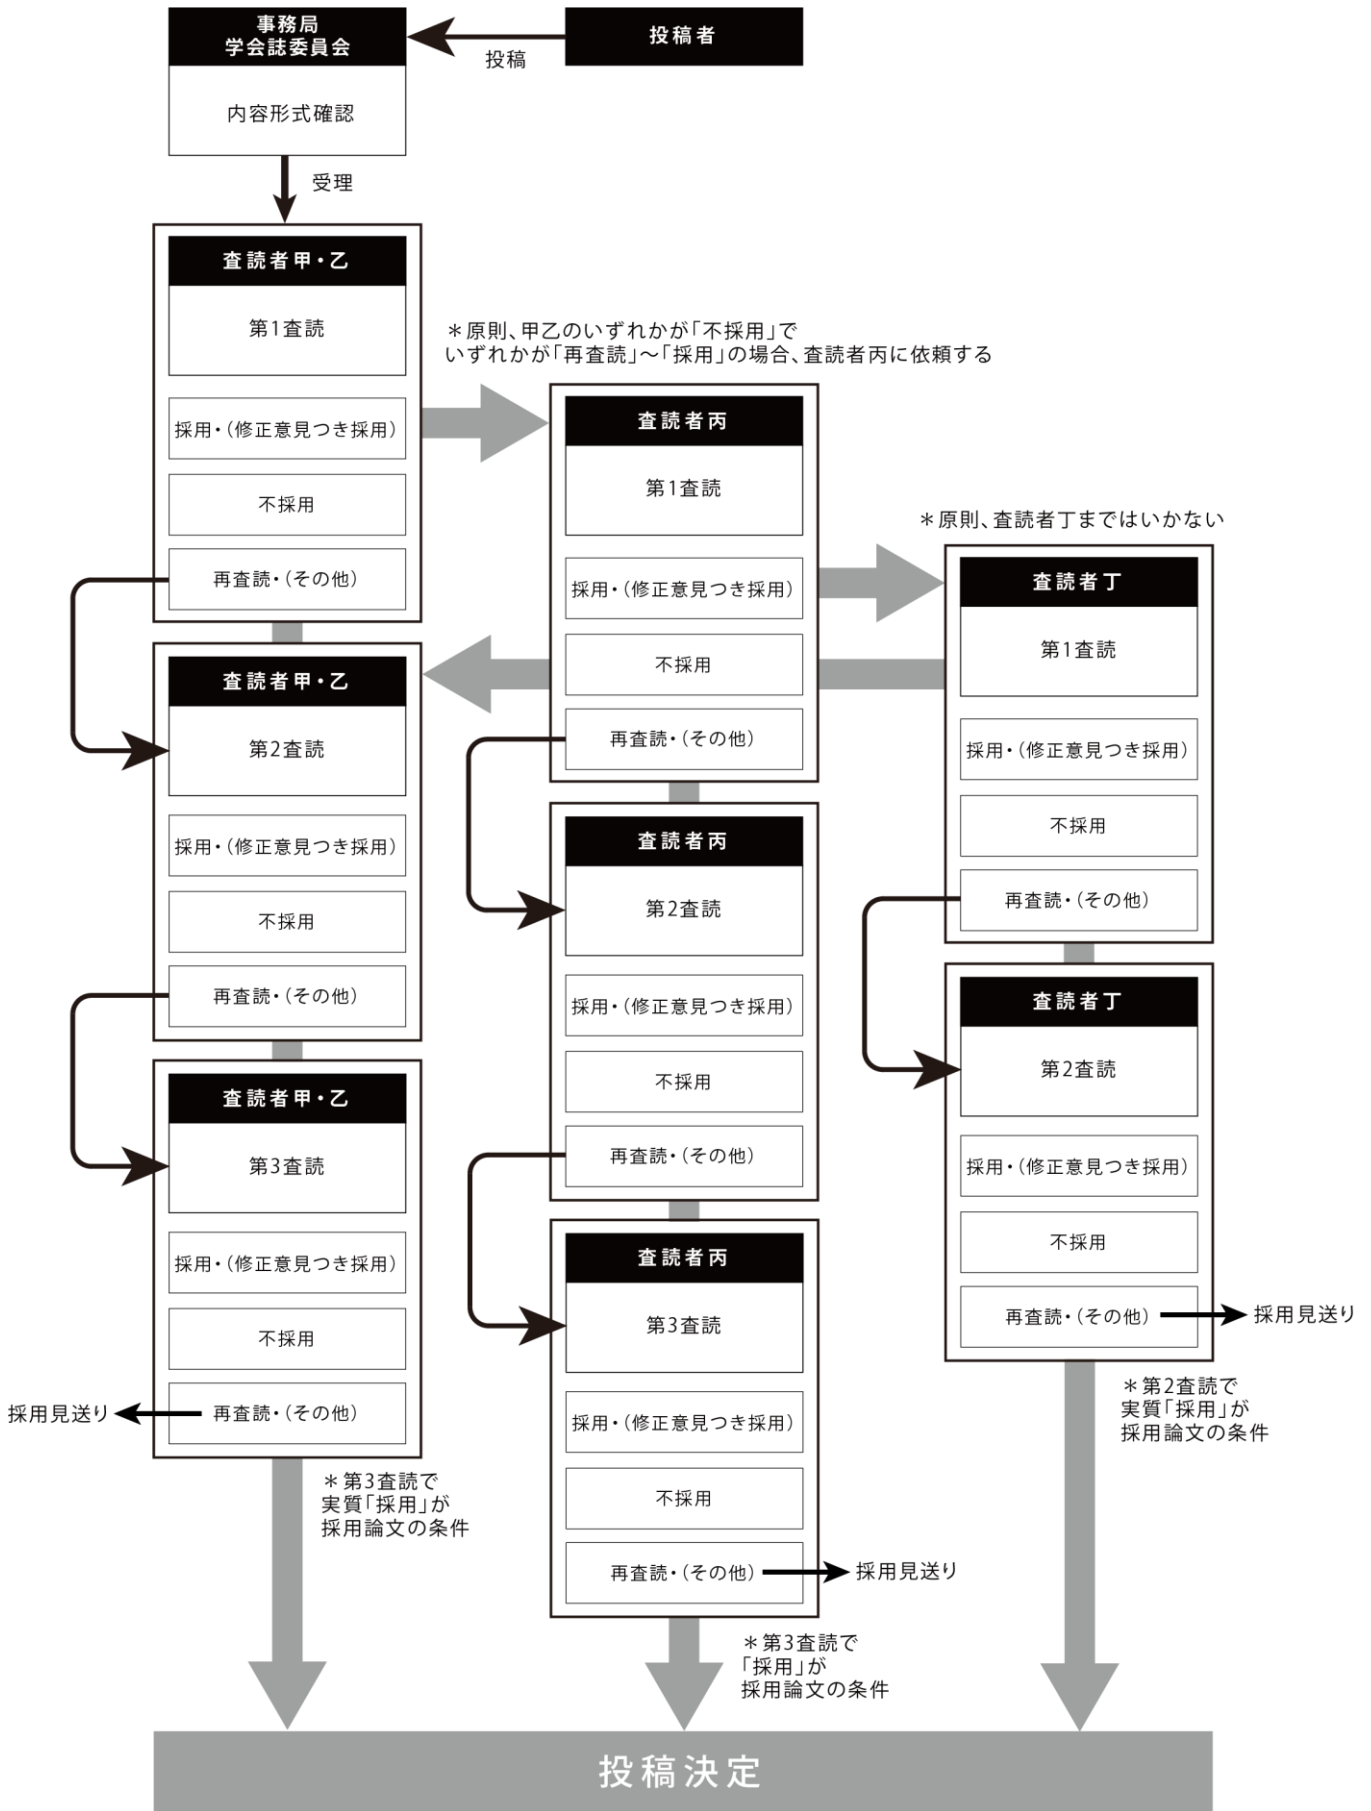 事務局
学会誌委員会
内容形式確認
投稿者
投稿
受理
査読者甲・乙
第1査読
採用・(修正意見つき採用)
不採用
再査読・(その他)
＊原則、甲乙のいずれかが「不採用」で
いずれかが「再査読」～「採用」の場合、査読者丙に依頼する
査読者丙
第1査読
採用・(修正意見つき採用)
不採用
再査読・(その他)
＊原則、査読者丁まではいかない
査読者丁
第1査読
採用・(修正意見つき採用)
不採用
再査読・(その他)
査読者甲・乙
第2査読
採用・(修正意見つき採用)
不採用
再査読・(その他)
査読者丙
第2査読
採用・(修正意見つき採用)
不採用
再査読・(その他)
査読者丁
第2査読
採用・(修正意見つき採用)
不採用
再査読・(その他)
採用見送り
＊第2査読で
実質「採用」が
採用論文の条件
査読者甲・乙
第3査読
採用・(修正意見つき採用)
不採用
再査読・(その他)
採用見送り
＊第3査読で
実質「採用」が
採用論文の条件
査読者丙
第3査読
採用・(修正意見つき採用)
不採用
再査読・(その他)
採用見送り
＊第3査読で
「採用」が
採用論文の条件
投稿決定